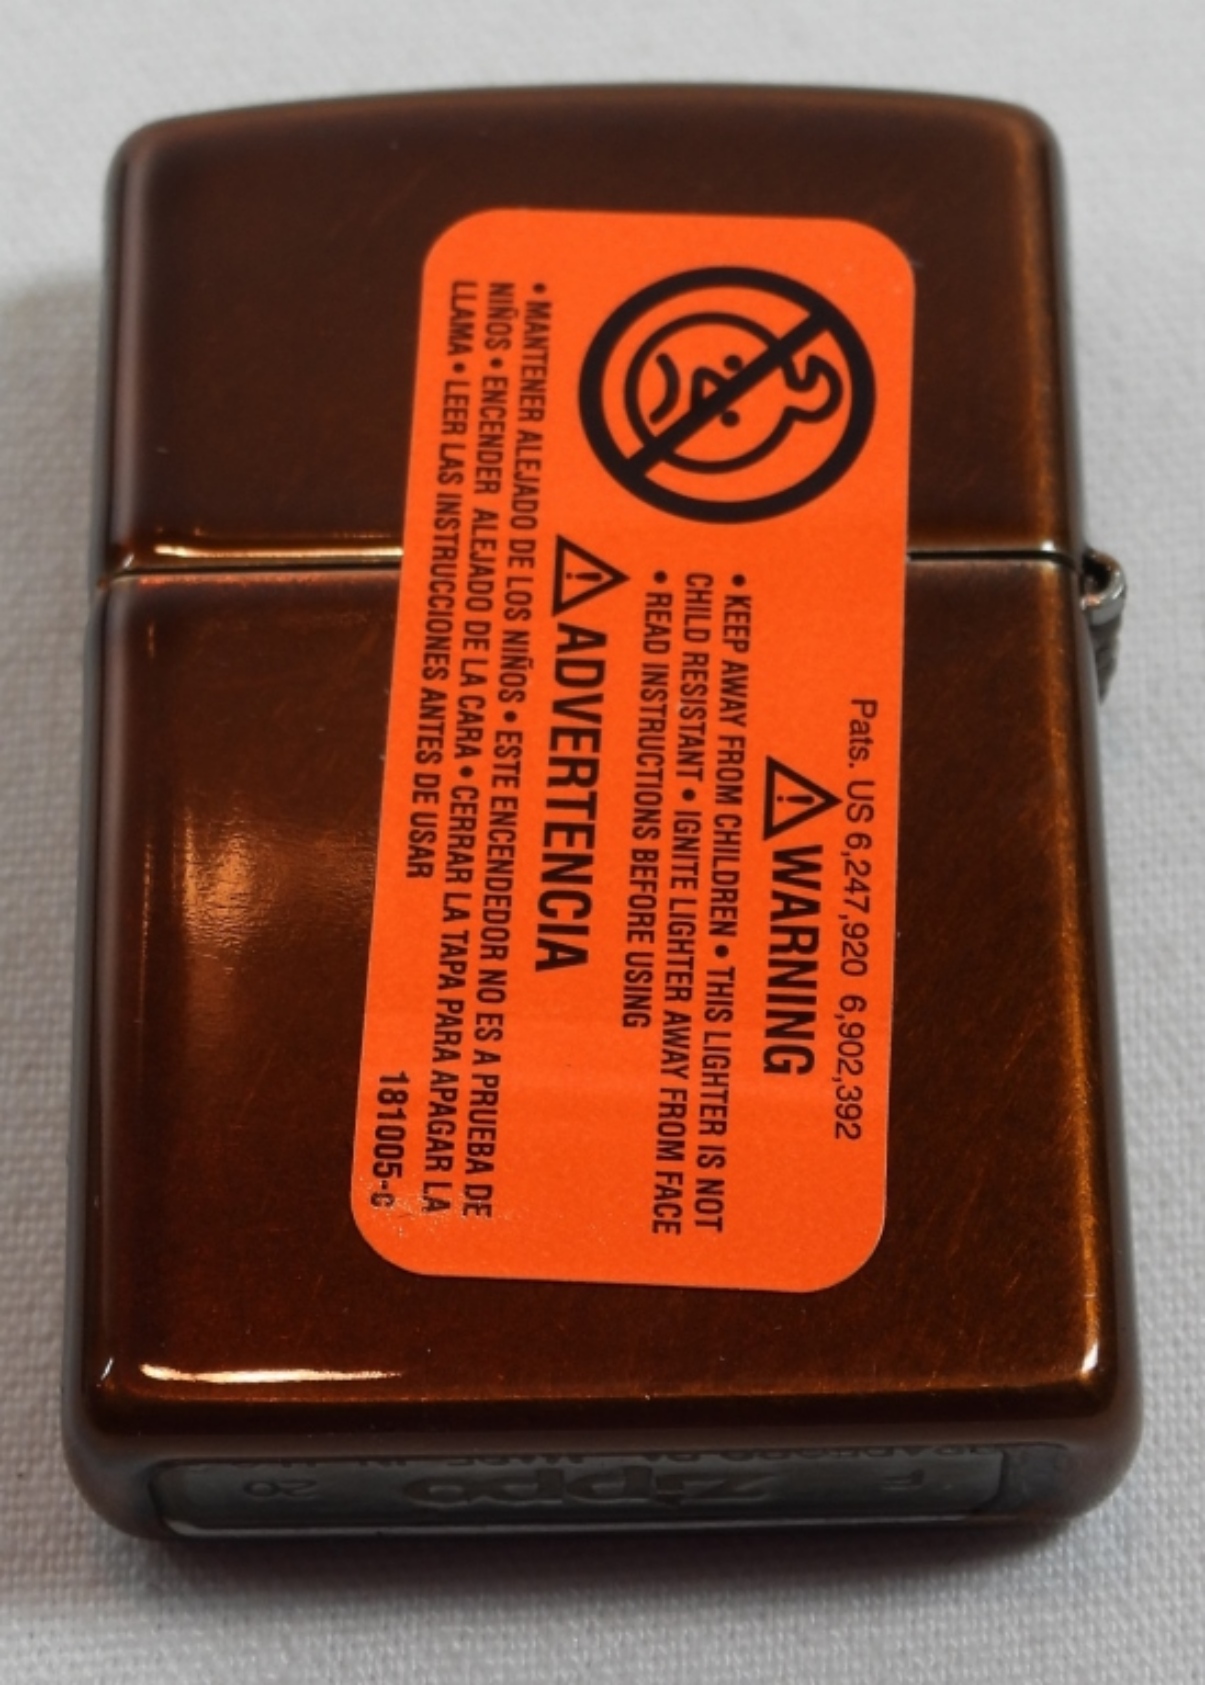 Pats. US 6,247,920 6,902,392
WARNING
• KEEP AWAY FROM CHILDREN • THIS LIGHTER IS NOT
CHILD RESISTANT • IGNITE LIGHTER AWAY FROM FACE
• READ INSTRUCTIONS BEFORE USING
ADVERTENCIA
• MANTENER ALEJADO DE LOS NIÑOS • ESTE ENCENDEDOR NO ES A PRUEBA DE
NIÑOS • ENCENDER ALEJADO DE LA CARA • CERRAR LA TAPA PARA APAGAR LA
LLAMA • LEER LAS INSTRUCCIONES ANTES DE USAR
181005-C
zippo